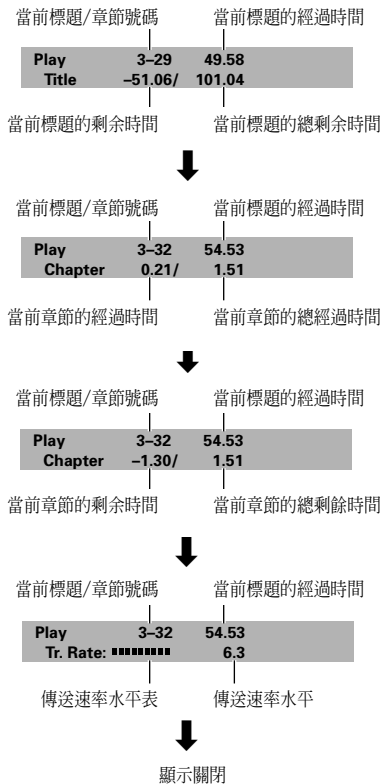 當前標題/章節號碼 當前標題的經過時間
Play 3–29 49.58
Title –51.06/ 101.04
當前標題的剩余時間 當前標題的總剩余時間
當前標題/章節號碼 當前標題的經過時間
Play 3–32 54.53
Chapter 0.21/ 1.51
當前章節的經過時間 當前章節的總經過時間
當前標題/章節號碼 當前標題的經過時間
Play 3–32 54.53
Chapter –1.30/ 1.51
當前章節的剩余時間 當前章節的總剩餘時間
當前標題/章節號碼 當前標題的經過時間
Play 3–32 54.53
Tr. Rate: 6.3
傳送速率水平表 傳送速率水平
顯示關閉